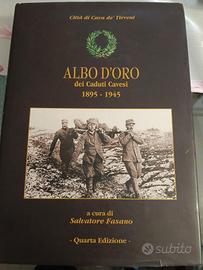 Città di Cava de' Tirreni
ALBO D'ORO
dei Caduti Cavesi
1895 - 1945
a cura di
Salvatore Fasano
- Quarta Edizione -
subito